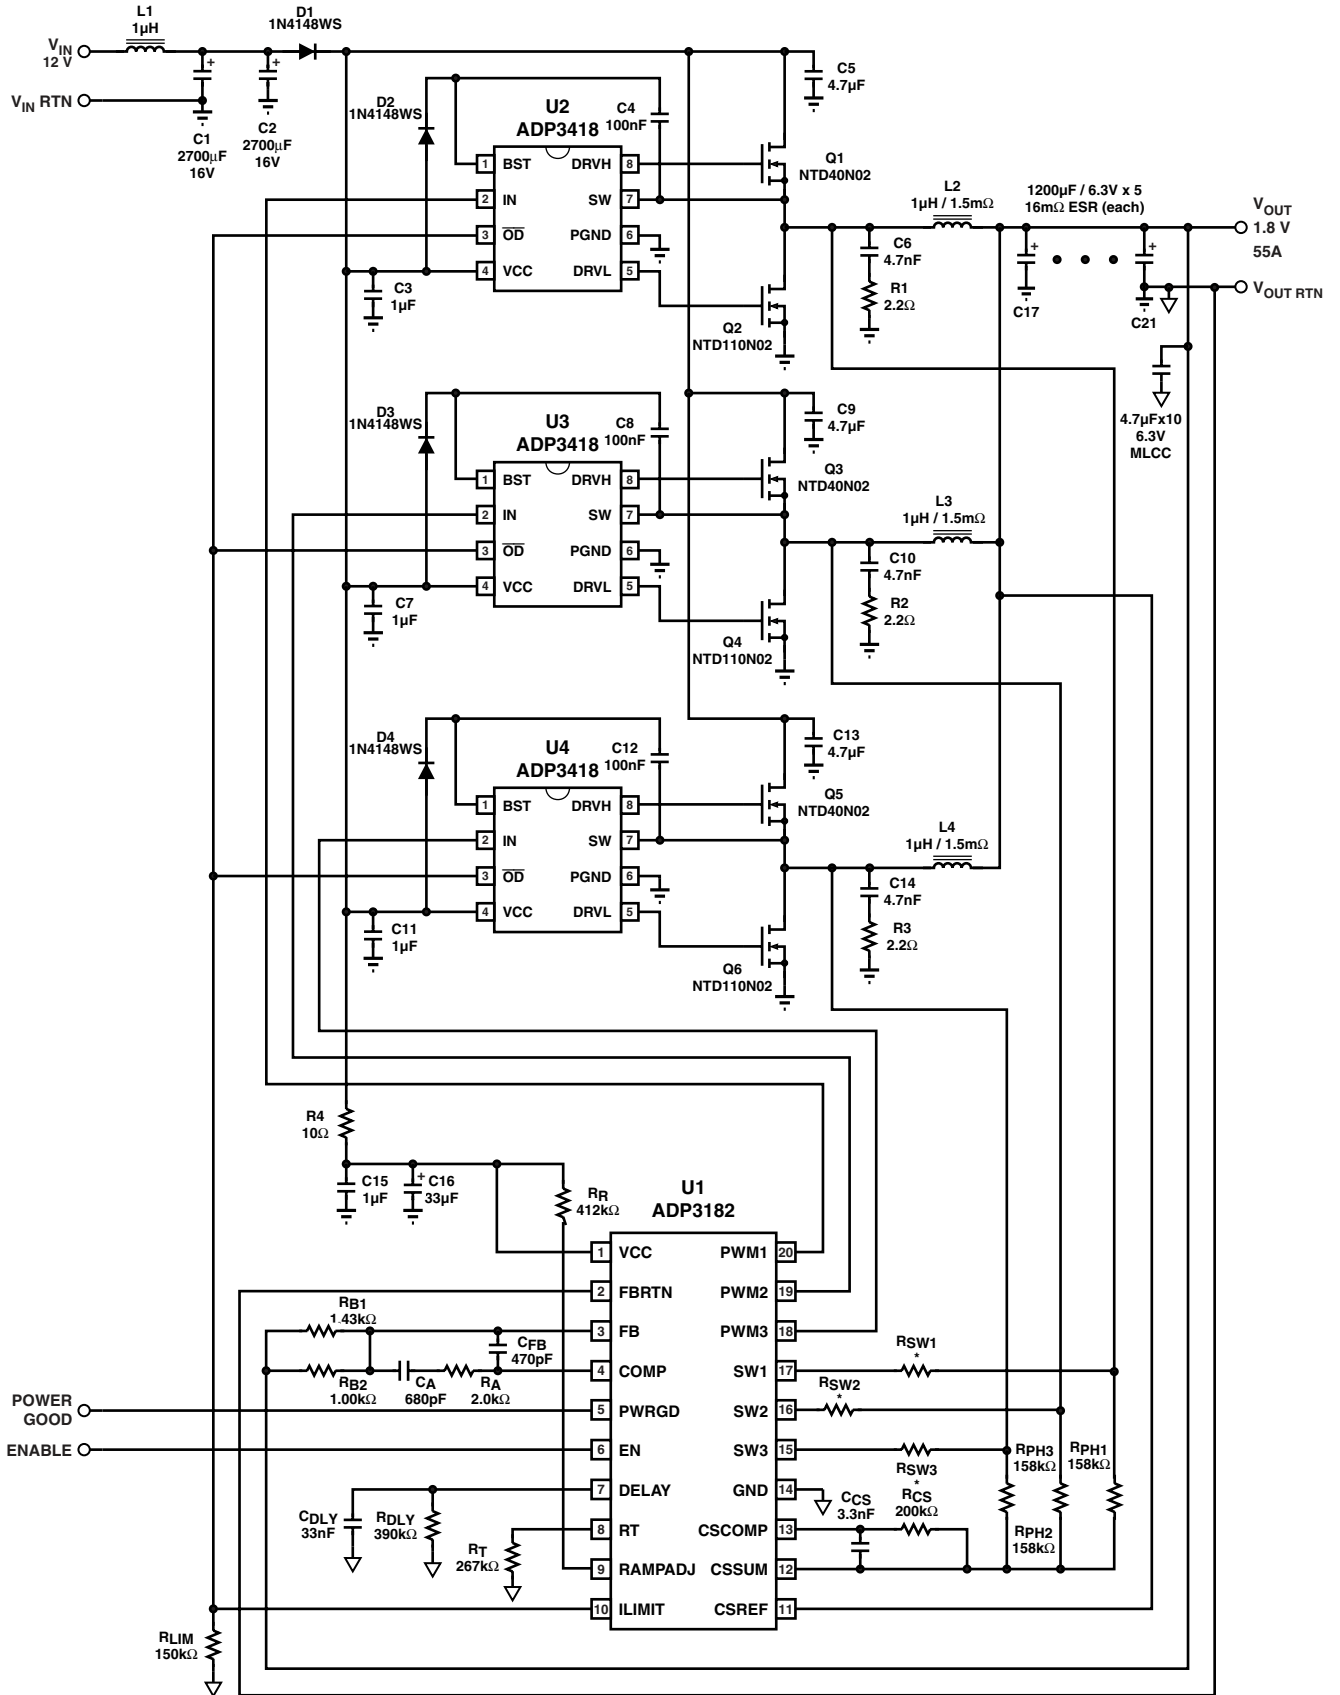 L1
1μH
D1
1N4148WS
VIN
12 V
VIN RTN
C1
2700μF
16V
C2
2700μF
16V
C5
4.7μF
D2
1N4148WS
U2
ADP3418
C4
100nF
1 BST DRVH 8
2 IN SW 7
3 OD PGND 6
4 VCC DRVL 5
C3
1μF
Q1
NTD40N02
Q2
NTD110N02
L2
1μH / 1.5mΩ
C6
4.7nF
R1
2.2Ω
1200μF / 6.3V x 5
16mΩ ESR (each)
C17
C21
VOUT
1.8 V
55A
VOUT RTN
4.7μFx10
6.3V
MLCC
D3
1N4148WS
U3
ADP3418
C8
100nF
1 BST DRVH 8
2 IN SW 7
3 OD PGND 6
4 VCC DRVL 5
C7
1μF
C9
4.7μF
Q3
NTD40N02
Q4
NTD110N02
L3
1μH / 1.5mΩ
C10
4.7nF
R2
2.2Ω
D4
1N4148WS
U4
ADP3418
C12
100nF
1 BST DRVH 8
2 IN SW 7
3 OD PGND 6
4 VCC DRVL 5
C11
1μF
C13
4.7μF
Q5
NTD40N02
Q6
NTD110N02
L4
1μH / 1.5mΩ
C14
4.7nF
R3
2.2Ω
R4
10Ω
C15
1μF
C16
33μF
RR
412kΩ
U1
ADP3182
1 VCC PWM1 20
2 FBRTN PWM2 19
3 FB PWM3 18
4 COMP SW1 17
5 PWRGD SW2 16
6 EN SW3 15
7 DELAY GND 14
8 RT CSCOMP 13
9 RAMPADJ CSSUM 12
10 ILIMIT CSREF 11
RB1
1.43kΩ
RB2
1.00kΩ
CA
680pF
RA
2.0kΩ
CFB
470pF
POWER
GOOD
ENABLE
CDLY
33nF
RDLY
390kΩ
RT
267kΩ
RLIM
150kΩ
RSW1
*
RSW2
*
RSW3
*
CCS
3.3nF
RCS
200kΩ
RPH3
158kΩ
RPH1
158kΩ
RPH2
158kΩ